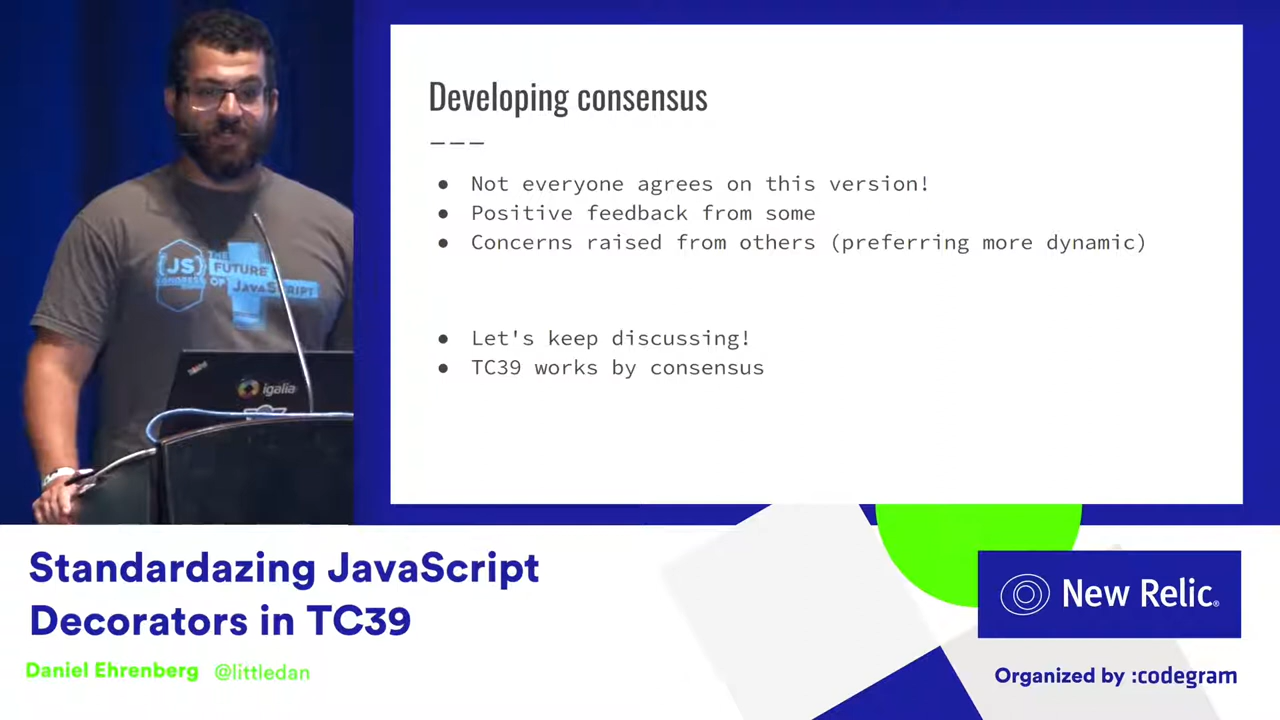 Developing consensus
---
● Not everyone agrees on this version!
● Positive feedback from some
● Concerns raised from others (preferring more dynamic)
● Let's keep discussing!
● TC39 works by consensus
{JS}
THE
FUTURE
OF JAVASCRIPT
igalia
Standardazing JavaScript
Decorators in TC39
Daniel Ehrenberg @littledan
New Relic.
Organized by :codegram